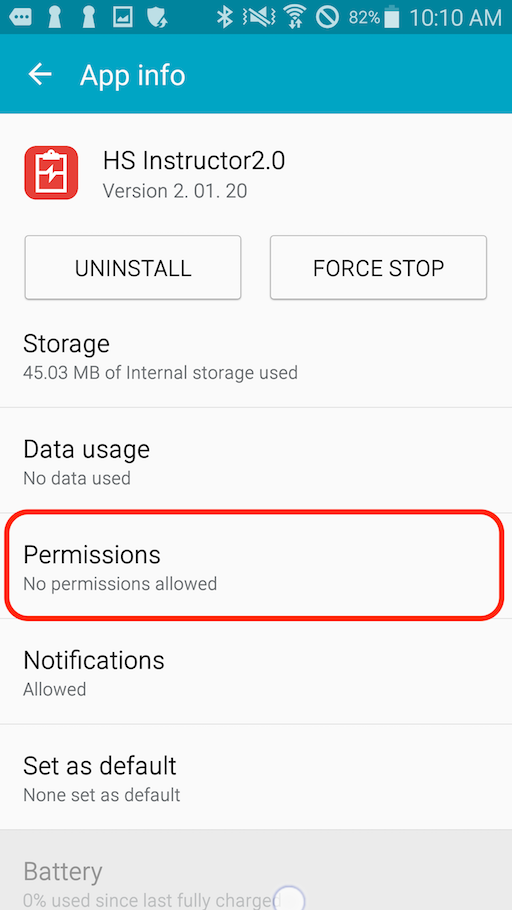 82% 10:10 AM
App info
HS Instructor2.0
Version 2. 01. 20
UNINSTALL FORCE STOP
Storage
45.03 MB of Internal storage used
Data usage
No data used
Permissions
No permissions allowed
Notifications
Allowed
Set as default
None set as default
Battery
0% used since last fully charged